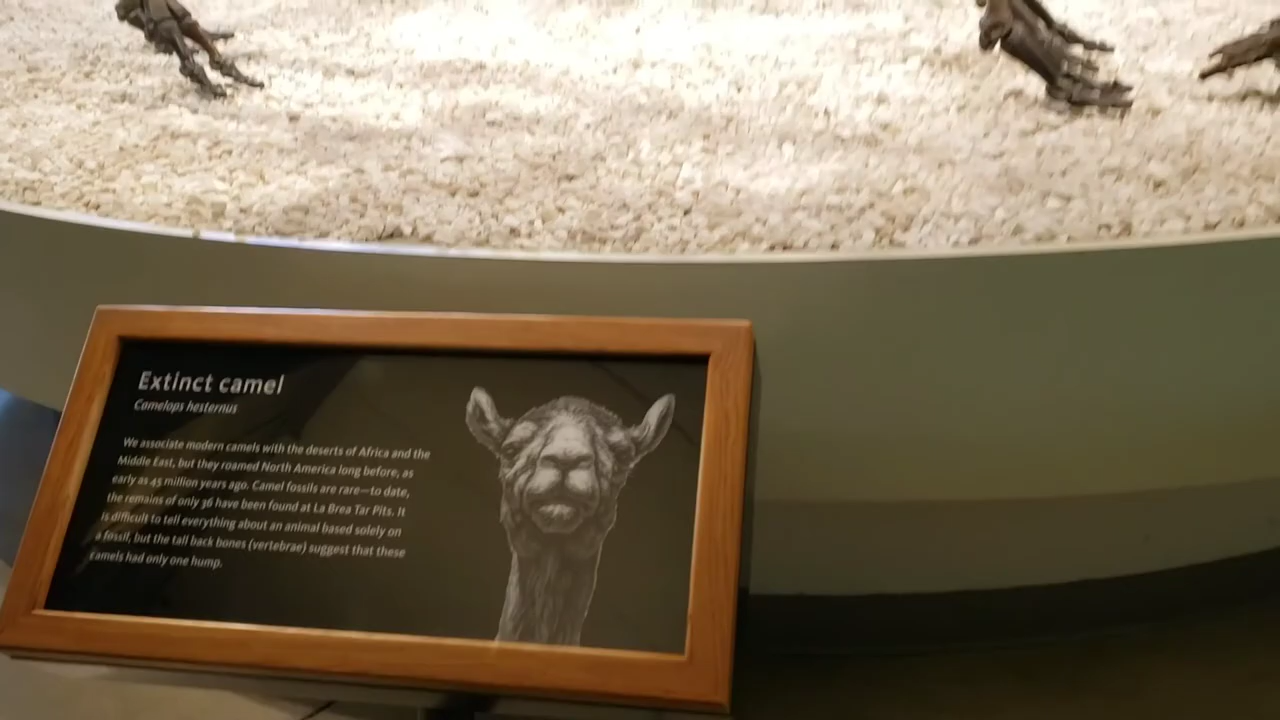 Extinct camel
Camelops hesternus
We associate modern camels with the deserts of Africa and the
Middle East, but they roamed North America long before, as
early as 45 million years ago. Camel fossils are rare—to date,
the remains of only 36 have been found at La Brea Tar Pits. It
is difficult to tell everything about an animal based solely on
a fossil, but the tall back bones (vertebrae) suggest that these
camels had only one hump.